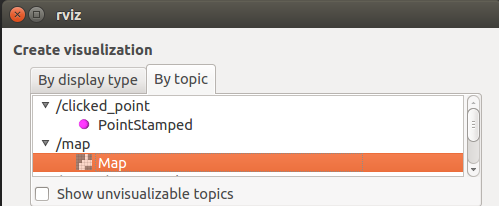 rviz
Create visualization
By display type By topic
/clicked_point
PointStamped
/map
Map
Show unvisualizable topics